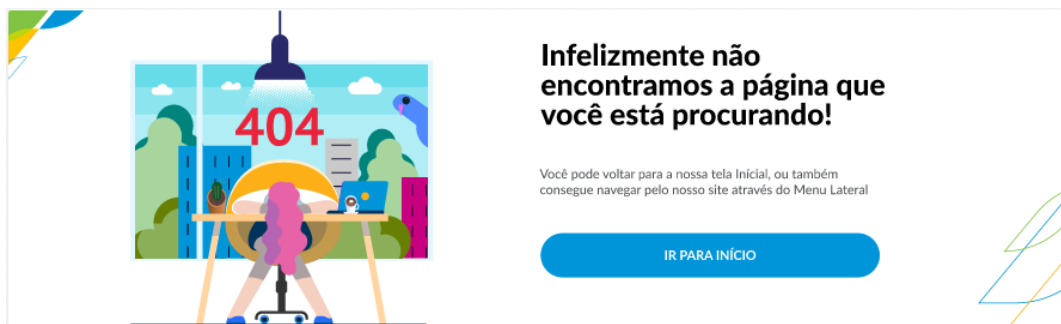 404
Infelizmente não
encontramos a página que
você está procurando!
Você pode voltar para a nossa tela Inícial, ou também
consegue navegar pelo nosso site através do Menu Lateral
IR PARA INÍCIO